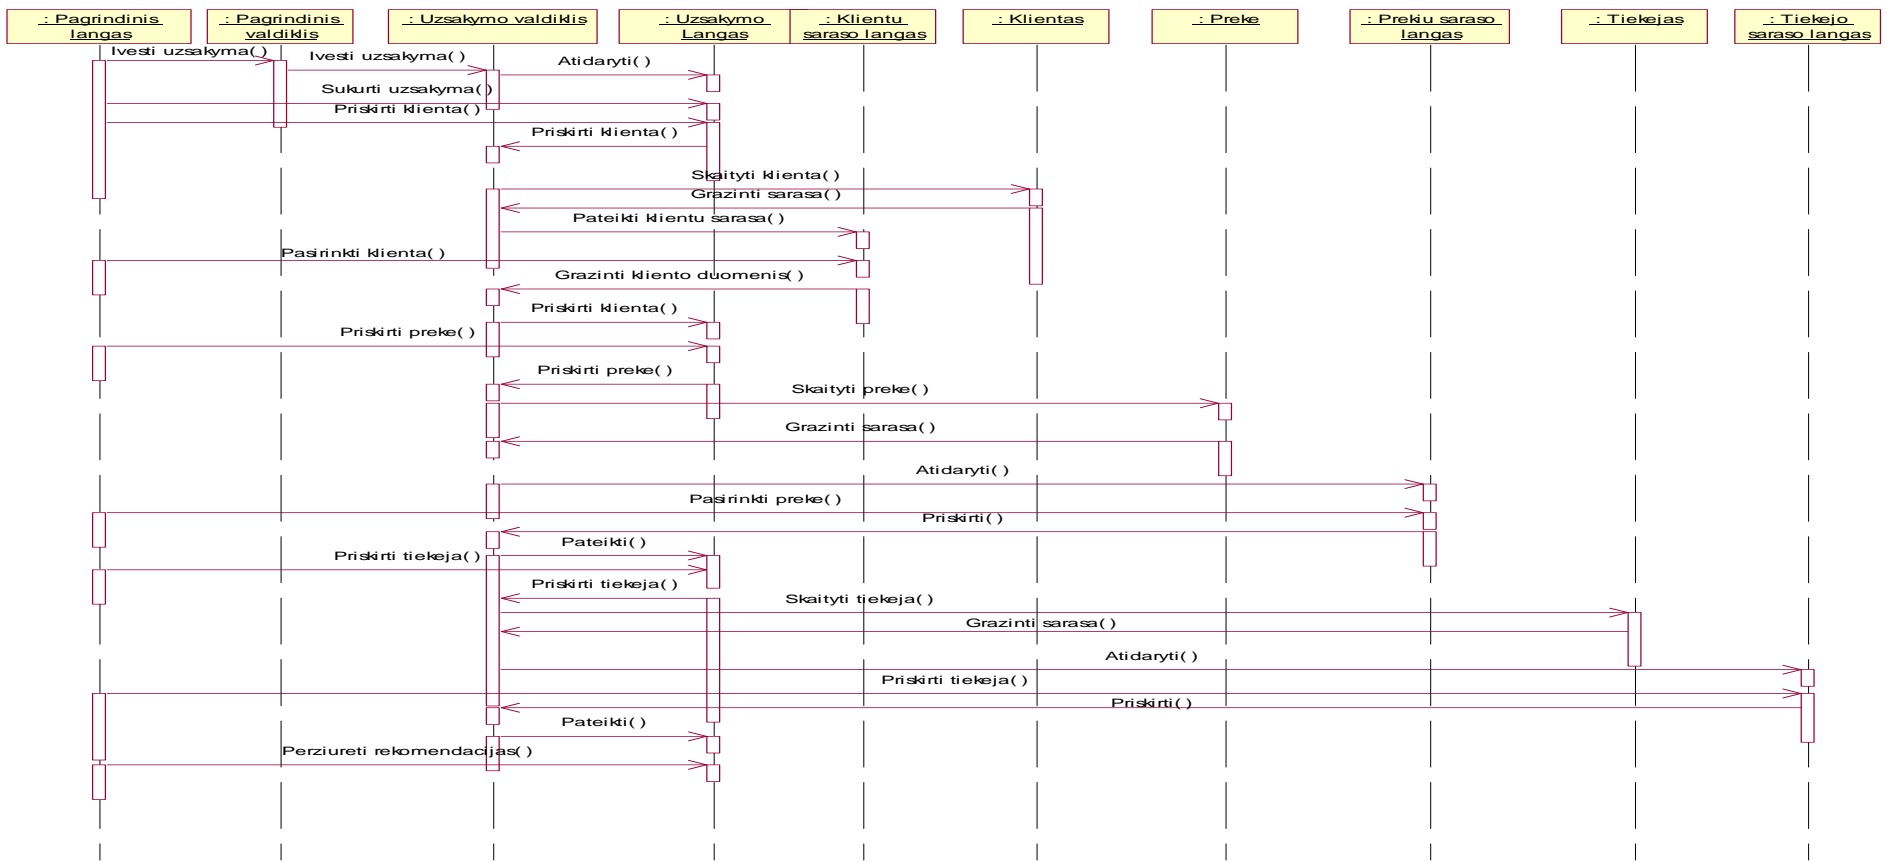 : Pagrindinis
langas
: Pagrindinis
valdiklis
: Uzsakymo valdiklis
: Uzsakymo
Langas
: Klientu
saraso langas
: Klientas
: Preke
: Prekiu saraso
langas
: Tiekejas
: Tiekejo
saraso langas
Ivesti uzsakyma( )
Ivesti uzsakyma( )
Atidaryti( )
Sukurti uzsakyma( )
Priskirti klienta( )
Priskirti klienta( )
Skaityti klienta( )
Grazinti sarasa( )
Pateikti klientu sarasa( )
Pasirinkti klienta( )
Grazinti kliento duomenis( )
Priskirti klienta( )
Priskirti preke( )
Priskirti preke( )
Skaityti preke( )
Grazinti sarasa( )
Atidaryti( )
Pasirinkti preke( )
Priskirti( )
Pateikti( )
Priskirti tiekeja( )
Priskirti tiekeja( )
Skaityti tiekeja( )
Grazinti sarasa( )
Atidaryti( )
Priskirti tiekeja( )
Priskirti( )
Pateikti( )
Perziureti rekomendacijas( )